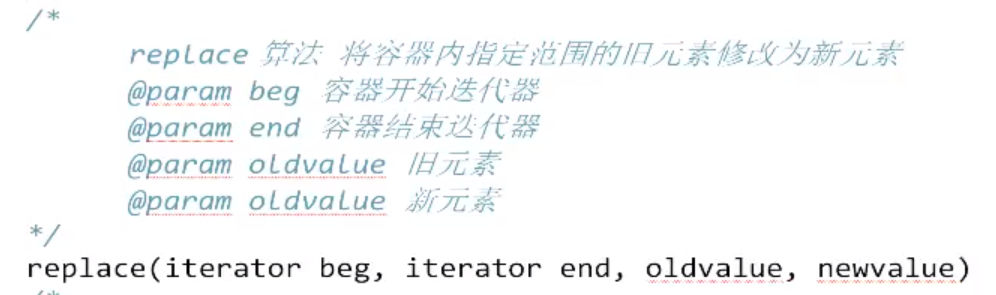 /*
replace 算法 将容器内指定范围的旧元素修改为新元素
@param beg 容器开始迭代器
@param end 容器结束迭代器
@param oldvalue 旧元素
@param oldvalue 新元素
*/
replace(iterator beg, iterator end, oldvalue, newvalue)
/*